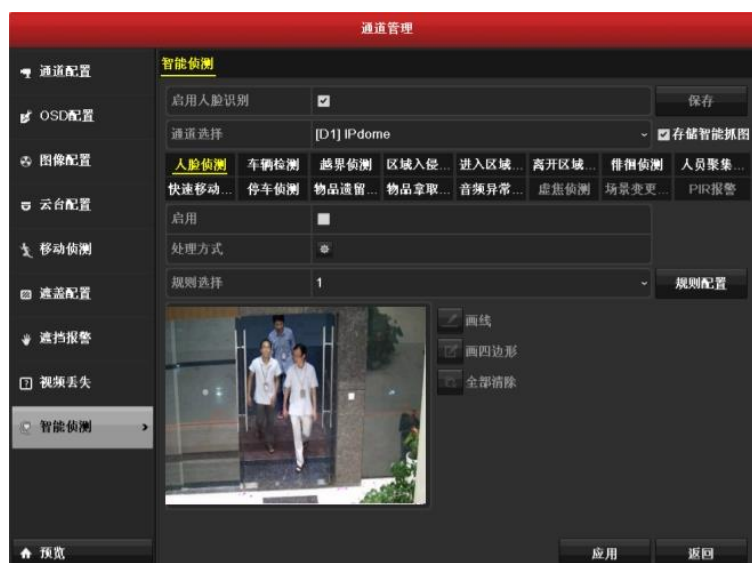 通道管理
通道配置
OSD配置
图像配置
云台配置
移动侦测
遮盖配置
遮挡报警
视频丢失
智能侦测
预览
智能侦测
启用人脸识别 保存
通道选择 [D1] IPdome 存储智能抓图
人脸侦测 车辆检测 越界侦测 区域入侵... 进入区域... 离开区域... 徘徊侦测 人员聚集...
快速移动... 停车侦测 物品遗留... 物品拿取... 音频异常... 虚焦侦测 场景变更... PIR报警
启用
处理方式
规则选择 1 规则配置
画线
画四边形
全部清除
应用 返回